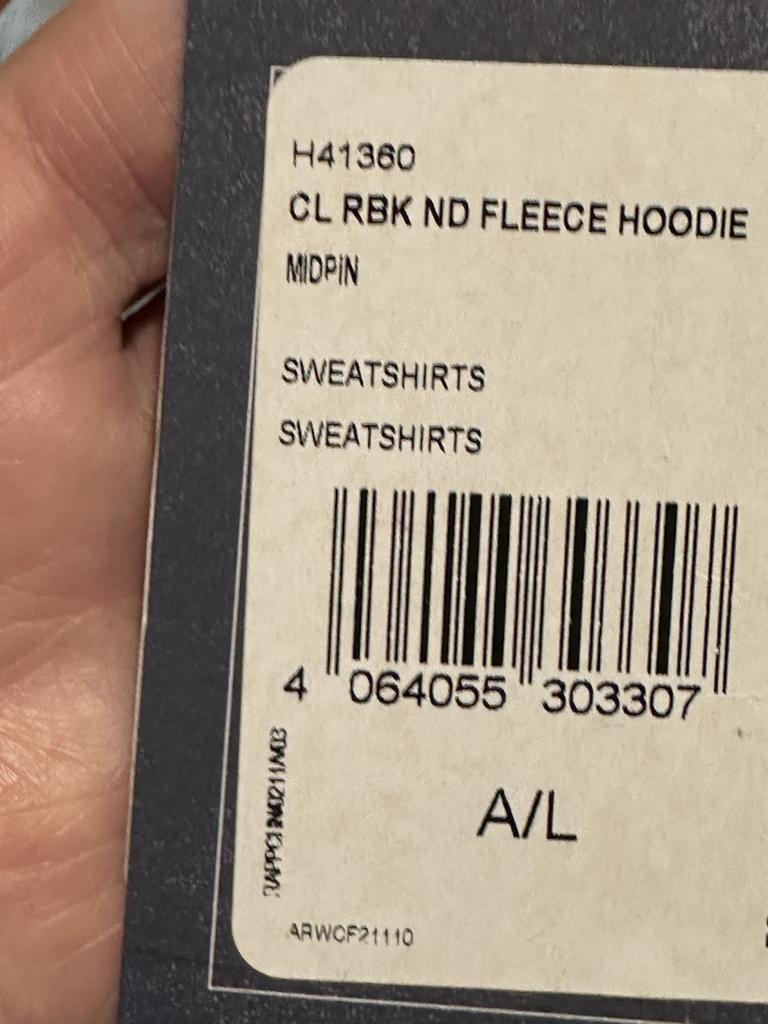 H41360
CL RBK ND FLEECE HOODIE
MIDPIN
SWEATSHIRTS
SWEATSHIRTS
4 064055 303307
A/L
ARWCF21110